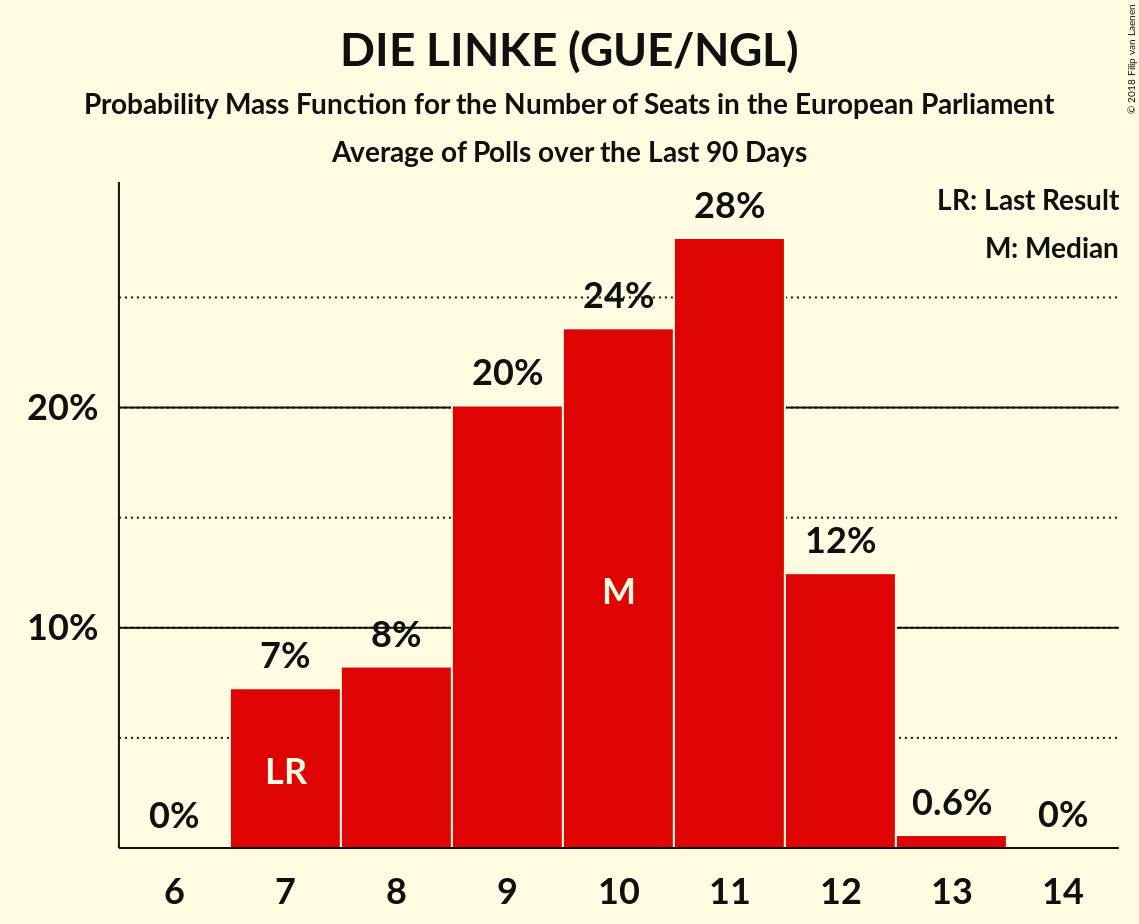 DIE LINKE (GUE/NGL)
Probability Mass Function for the Number of Seats in the European Parliament
Average of Polls over the Last 90 Days
© 2018 Filip van Laenen
LR: Last Result
M: Median
28%
24%
20%
20%
12%
10%
8%
7%
M
LR
0%
0.6%
0%
6 7 8 9 10 11 12 13 14